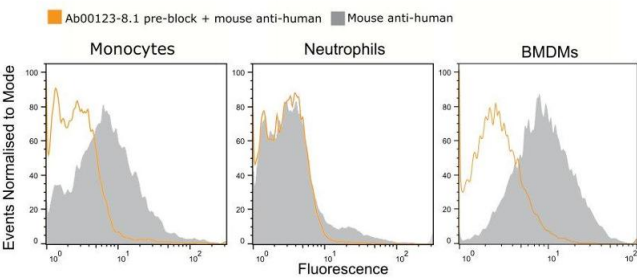 Ab00123-8.1 pre-block + mouse anti-human Mouse anti-human
Monocytes Neutrophils BMDMs
Events Normalised to Mode
100 100 100
80 80 80
60 60 60
40 40 40
20 20 20
0 0 0
10⁰ 10¹ 10² 10⁰ 10¹ 10² 10⁰ 10¹ 10²
Fluorescence